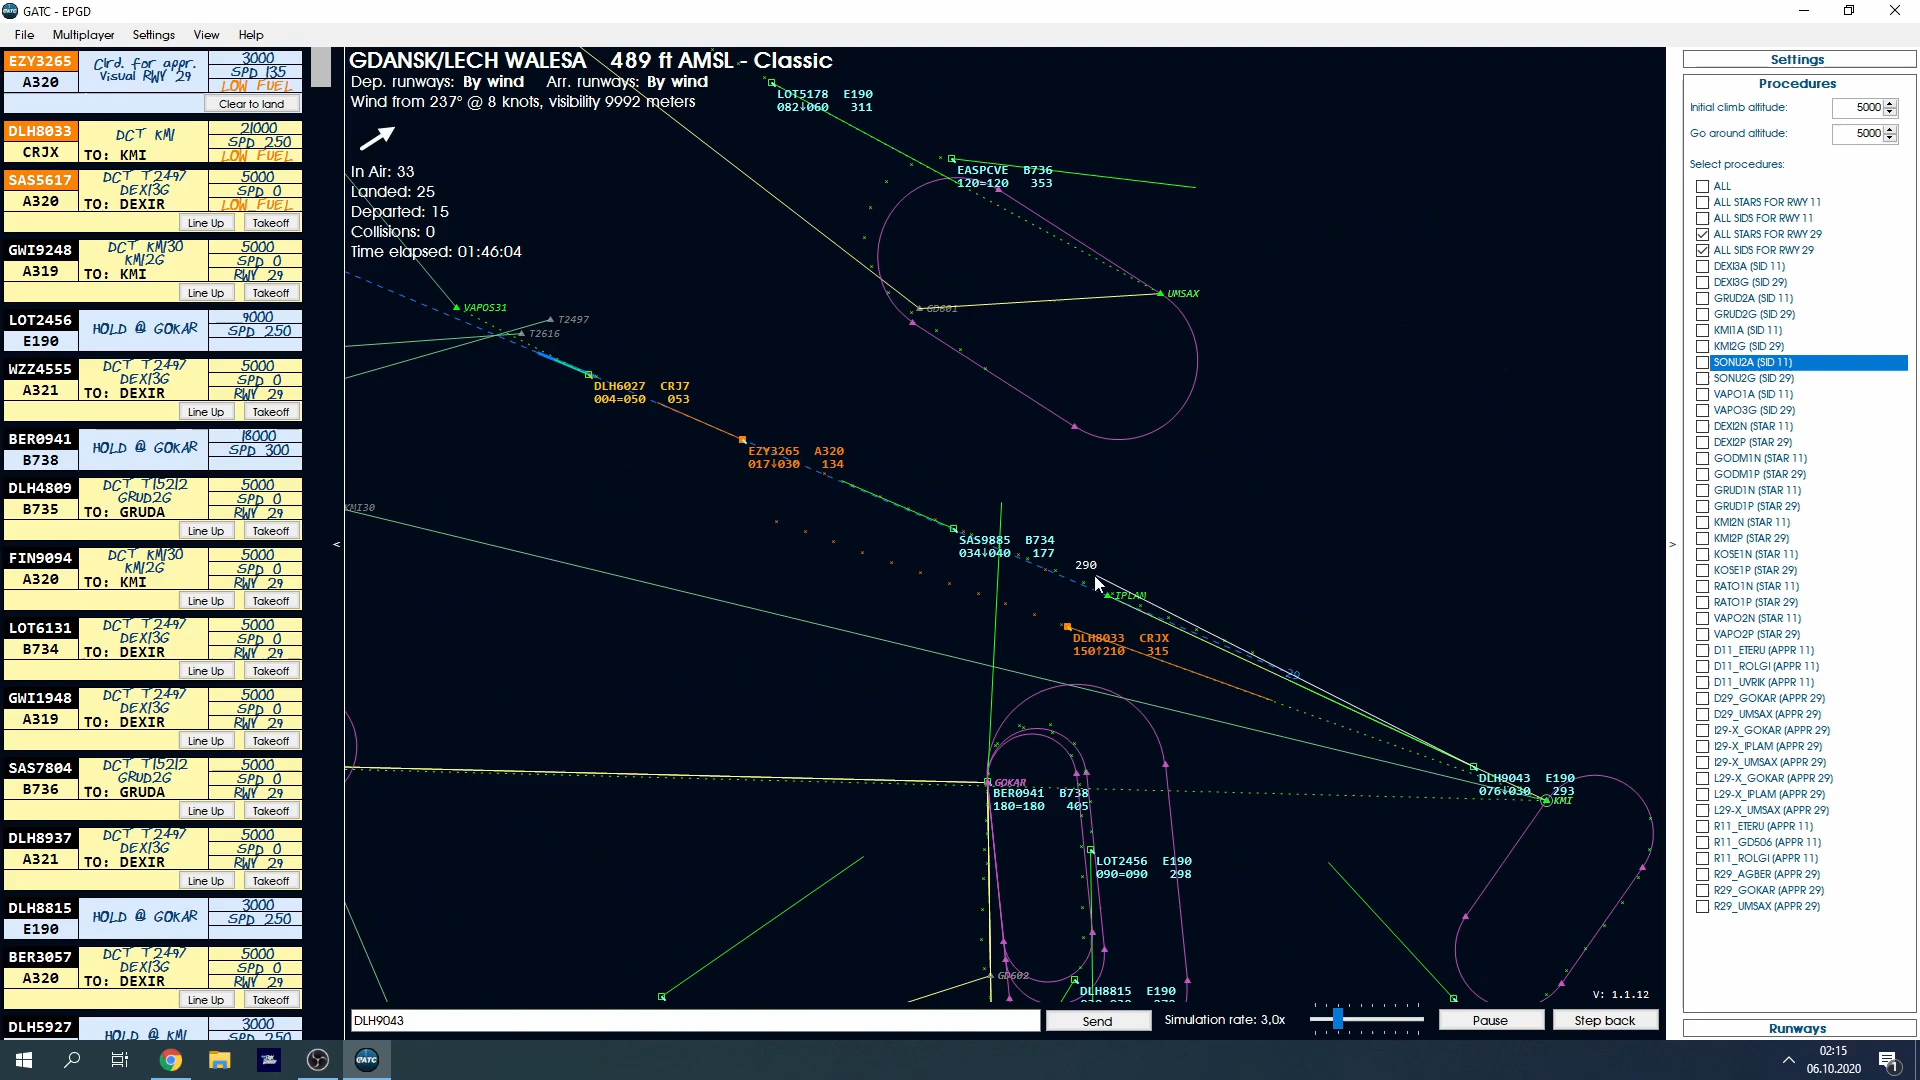 GATC - EPGD
File Multiplayer Settings View Help
EZY3265 Clrd. for appr. 3000
A320 Visual RWY 29 SPD 135
LOW FUEL
Clear to land
DLH8033 DCT KMI 21000
CRJX TO: KMI SPD 250
LOW FUEL
SAS5617 DCT T2497 5000
A320 DEXI3G SPD 0
TO: DEXIR LOW FUEL
Line Up Takeoff
GWI9248 DCT KMI30 5000
A319 KMI2G SPD 0
TO: KMI RWY 29
Line Up Takeoff
LOT2456 HOLD @ GOKAR 9000
E190 SPD 250
WZZ4555 DCT T2497 5000
A321 DEXI3G SPD 0
TO: DEXIR RWY 29
Line Up Takeoff
BER0941 HOLD @ GOKAR 18000
B738 SPD 300
DLH4809 DCT T15212 5000
B735 GRUD2G SPD 0
TO: GRUDA RWY 29
Line Up Takeoff
FIN9094 DCT KMI30 5000
A320 KMI2G SPD 0
TO: KMI RWY 29
Line Up Takeoff
LOT6131 DCT T2497 5000
B734 DEXI3G SPD 0
TO: DEXIR RWY 29
Line Up Takeoff
GWI1948 DCT T2497 5000
A319 DEXI3G SPD 0
TO: DEXIR RWY 29
Line Up Takeoff
SAS7804 DCT T15212 5000
B736 GRUD2G SPD 0
TO: GRUDA RWY 29
Line Up Takeoff
DLH8937 DCT T2497 5000
A321 DEXI3G SPD 0
TO: DEXIR RWY 29
Line Up Takeoff
DLH8815 HOLD @ GOKAR 3000
E190 SPD 250
BER3057 DCT T2497 5000
A320 DEXI3G SPD 0
TO: DEXIR RWY 29
Line Up Takeoff
DLH5927 HOLD @ KMI 3000
SPD 250
GDANSK/LECH WALESA 489 ft AMSL - Classic
Dep. runways: By wind Arr. runways: By wind
Wind from 237° @ 8 knots, visibility 9992 meters
In Air: 33
Landed: 25
Departed: 15
Collisions: 0
Time elapsed: 01:46:04
LOT5178 E190
082↓060 311
EASPCVE B736
120=120 353
UMSAX
GD601
VAPOS31
T2497
T2616
DLH6027 CRJ7
004=050 053
EZY3265 A320
017↓030 134
KMI30
SAS9885 B734
034↓040 177
290
IPLAM
DLH8033 CRJX
150↑210 315
29
DLH9043 E190
076↓030 293
KMI
GOKAR
BER0941 B738
180=180 405
LOT2456 E190
090=090 298
GD602
DLH8815 E190
V: 1.1.12
DLH9043
Send
Simulation rate: 3,0x
Pause
Step back
Settings
Procedures
Initial climb altitude: 5000
Go around altitude: 5000
Select procedures:
ALL
ALL STARS FOR RWY 11
ALL SIDS FOR RWY 11
ALL STARS FOR RWY 29
ALL SIDS FOR RWY 29
DEXI3A (SID 11)
DEXI3G (SID 29)
GRUD2A (SID 11)
GRUD2G (SID 29)
KMI1A (SID 11)
KMI2G (SID 29)
SONU2A (SID 11)
SONU2G (SID 29)
VAPO1A (SID 11)
VAPO3G (SID 29)
DEXI2N (STAR 11)
DEXI2P (STAR 29)
GODM1N (STAR 11)
GODM1P (STAR 29)
GRUD1N (STAR 11)
GRUD1P (STAR 29)
KMI2N (STAR 11)
KMI2P (STAR 29)
KOSE1N (STAR 11)
KOSE1P (STAR 29)
RATO1N (STAR 11)
RATO1P (STAR 29)
VAPO2N (STAR 11)
VAPO2P (STAR 29)
D11_ETERU (APPR 11)
D11_ROLGI (APPR 11)
D11_UVRIK (APPR 11)
D29_GOKAR (APPR 29)
D29_UMSAX (APPR 29)
I29-X_GOKAR (APPR 29)
I29-X_IPLAM (APPR 29)
I29-X_UMSAX (APPR 29)
L29-X_GOKAR (APPR 29)
L29-X_IPLAM (APPR 29)
L29-X_UMSAX (APPR 29)
R11_ETERU (APPR 11)
R11_GD506 (APPR 11)
R11_ROLGI (APPR 11)
R29_AGBER (APPR 29)
R29_GOKAR (APPR 29)
R29_UMSAX (APPR 29)
Runways
02:15
06.10.2020
1